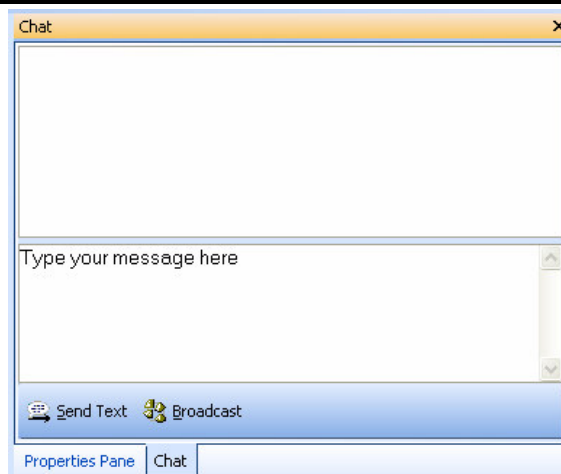 Chat
Type your message here
Send Text Broadcast
Properties Pane Chat